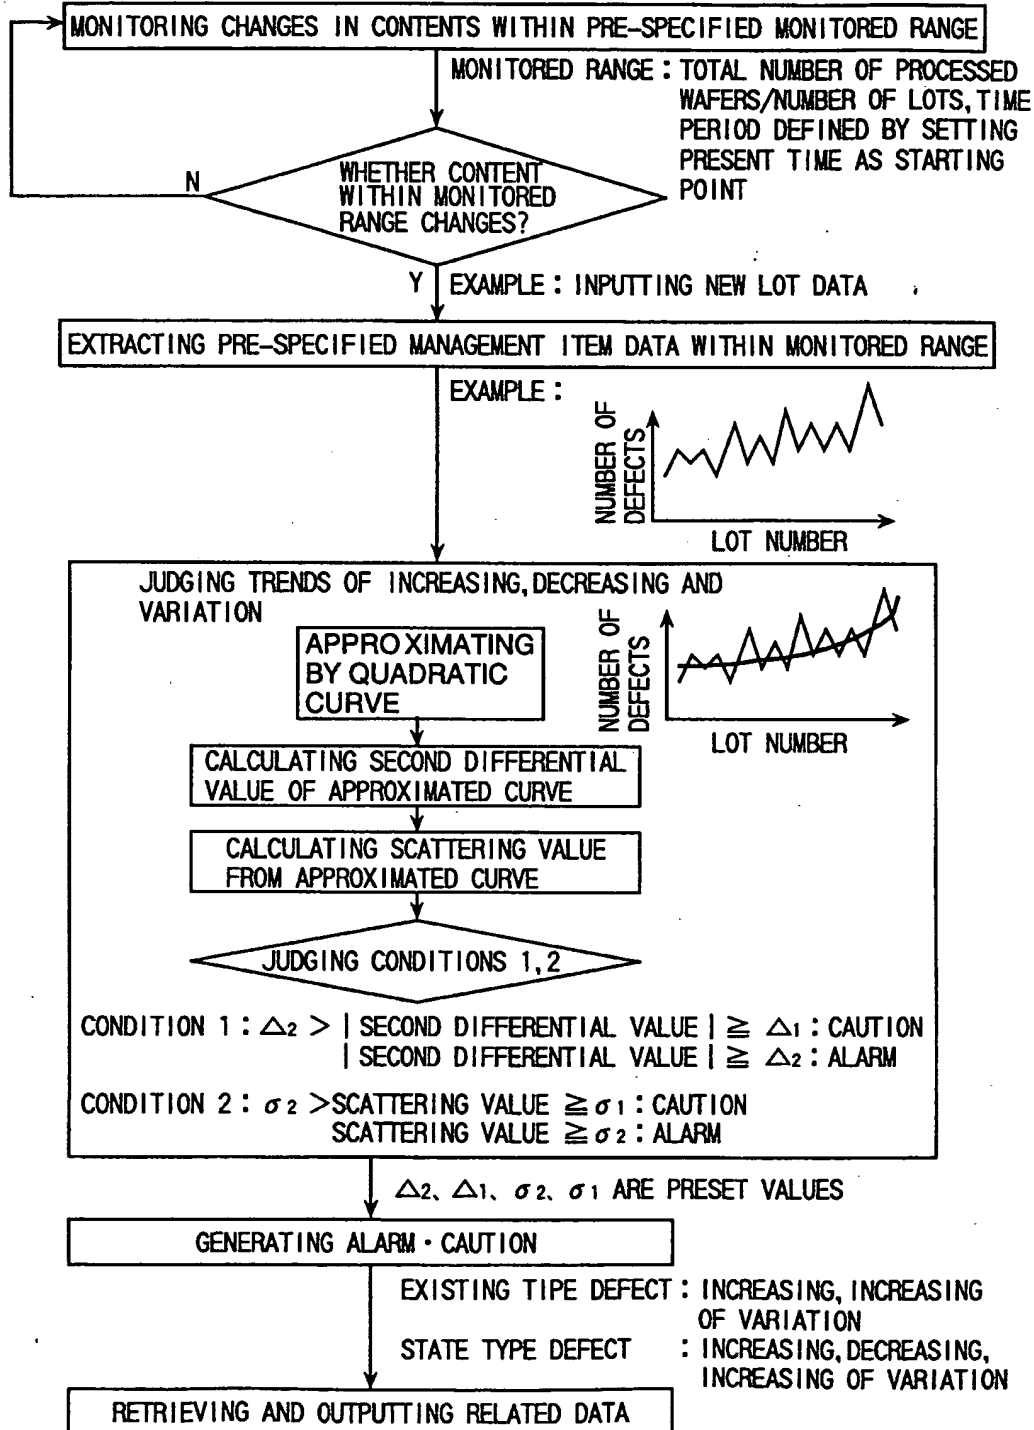 MONITORING CHANGES IN CONTENTS WITHIN PRE-SPECIFIED MONITORED RANGE
MONITORED RANGE : TOTAL NUMBER OF PROCESSED
WAFERS/NUMBER OF LOTS, TIME
PERIOD DEFINED BY SETTING
PRESENT TIME AS STARTING
POINT
N
WHETHER CONTENT
WITHIN MONITORED
RANGE CHANGES?
Y
EXAMPLE : INPUTTING NEW LOT DATA
EXTRACTING PRE-SPECIFIED MANAGEMENT ITEM DATA WITHIN MONITORED RANGE
EXAMPLE :
NUMBER OF
DEFECTS
LOT NUMBER
JUDGING TRENDS OF INCREASING, DECREASING AND
VARIATION
NUMBER OF
DEFECTS
LOT NUMBER
APPROXIMATING
BY QUADRATIC
CURVE
CALCULATING SECOND DIFFERENTIAL
VALUE OF APPROXIMATED CURVE
CALCULATING SCATTERING VALUE
FROM APPROXIMATED CURVE
JUDGING CONDITIONS 1, 2
CONDITION 1 : △2 > | SECOND DIFFERENTIAL VALUE | ≧ △1 : CAUTION
| SECOND DIFFERENTIAL VALUE | ≧ △2 : ALARM
CONDITION 2 : σ2 >SCATTERING VALUE ≧ σ1 : CAUTION
SCATTERING VALUE ≧ σ2 : ALARM
△2、△1、σ2、σ1 ARE PRESET VALUES
GENERATING ALARM・CAUTION
EXISTING TIPE DEFECT : INCREASING, INCREASING
OF VARIATION
STATE TYPE DEFECT : INCREASING, DECREASING,
INCREASING OF VARIATION
RETRIEVING AND OUTPUTTING RELATED DATA